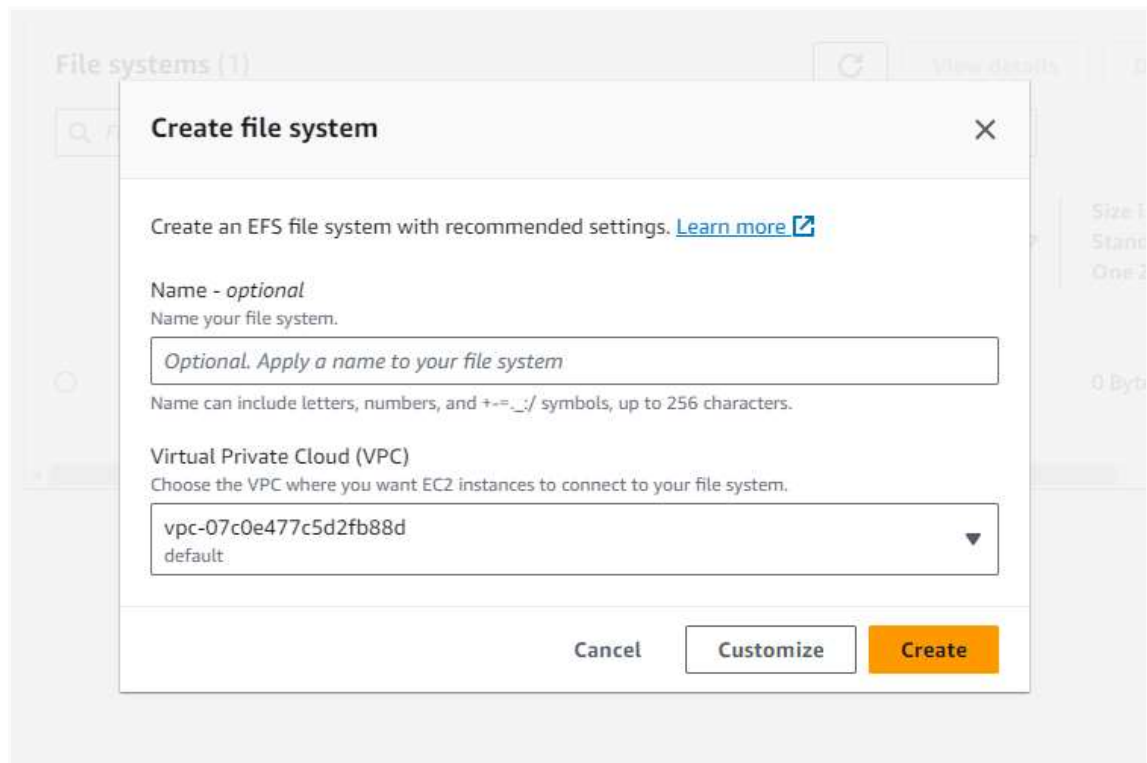 File systems (1)
View details
Create file system
Create an EFS file system with recommended settings. Learn more
Name - optional
Name your file system.
Optional. Apply a name to your file system
Name can include letters, numbers, and +-=._:/ symbols, up to 256 characters.
Virtual Private Cloud (VPC)
Choose the VPC where you want EC2 instances to connect to your file system.
vpc-07c0e477c5d2fb88d
default
Cancel
Customize
Create